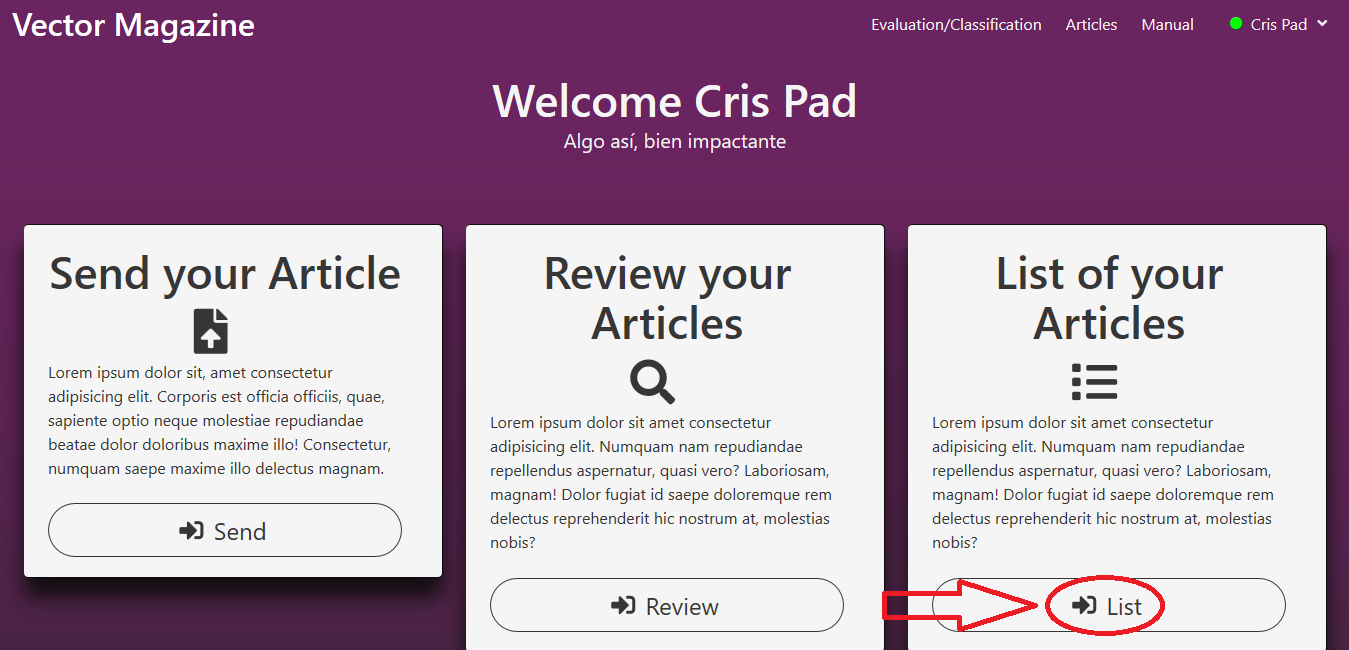 Vector Magazine
Evaluation/Classification Articles Manual Cris Pad
Welcome Cris Pad
Algo así, bien impactante
Send your Article
Lorem ipsum dolor sit, amet consectetur
adipisicing elit. Corporis est officia officiis, quae,
sapiente optio neque molestiae repudiandae
beatae dolor doloribus maxime illo! Consectetur,
numquam saepe maxime illo delectus magnam.
Send
Review your
Articles
Lorem ipsum dolor sit amet consectetur
adipisicing elit. Numquam nam repudiandae
repellendus aspernatur, quasi vero? Laboriosam,
magnam! Dolor fugiat id saepe doloremque rem
delectus reprehenderit hic nostrum at, molestias
nobis?
Review
List of your
Articles
Lorem ipsum dolor sit amet consectetur
adipisicing elit. Numquam nam repudiandae
repellendus aspernatur, quasi vero? Laboriosam,
magnam! Dolor fugiat id saepe doloremque rem
delectus reprehenderit hic nostrum at, molestias
nobis?
List